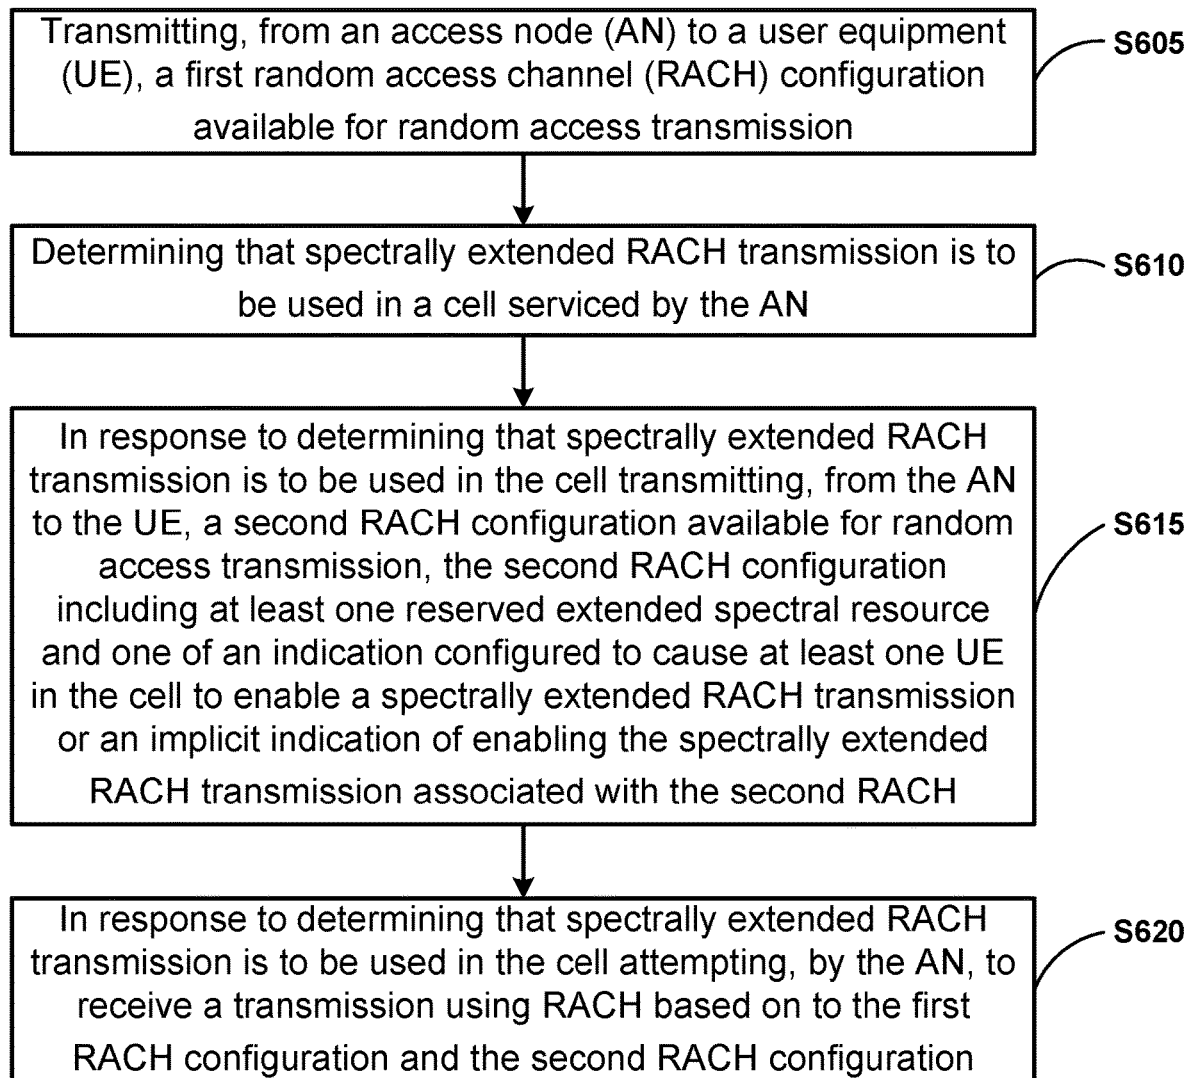 Transmitting, from an access node (AN) to a user equipment
(UE), a first random access channel (RACH) configuration
available for random access transmission
S605
Determining that spectrally extended RACH transmission is to
be used in a cell serviced by the AN
S610
In response to determining that spectrally extended RACH
transmission is to be used in the cell transmitting, from the AN
to the UE, a second RACH configuration available for random
access transmission, the second RACH configuration
including at least one reserved extended spectral resource
and one of an indication configured to cause at least one UE
in the cell to enable a spectrally extended RACH transmission
or an implicit indication of enabling the spectrally extended
RACH transmission associated with the second RACH
S615
In response to determining that spectrally extended RACH
transmission is to be used in the cell attempting, by the AN, to
receive a transmission using RACH based on to the first
RACH configuration and the second RACH configuration
S620